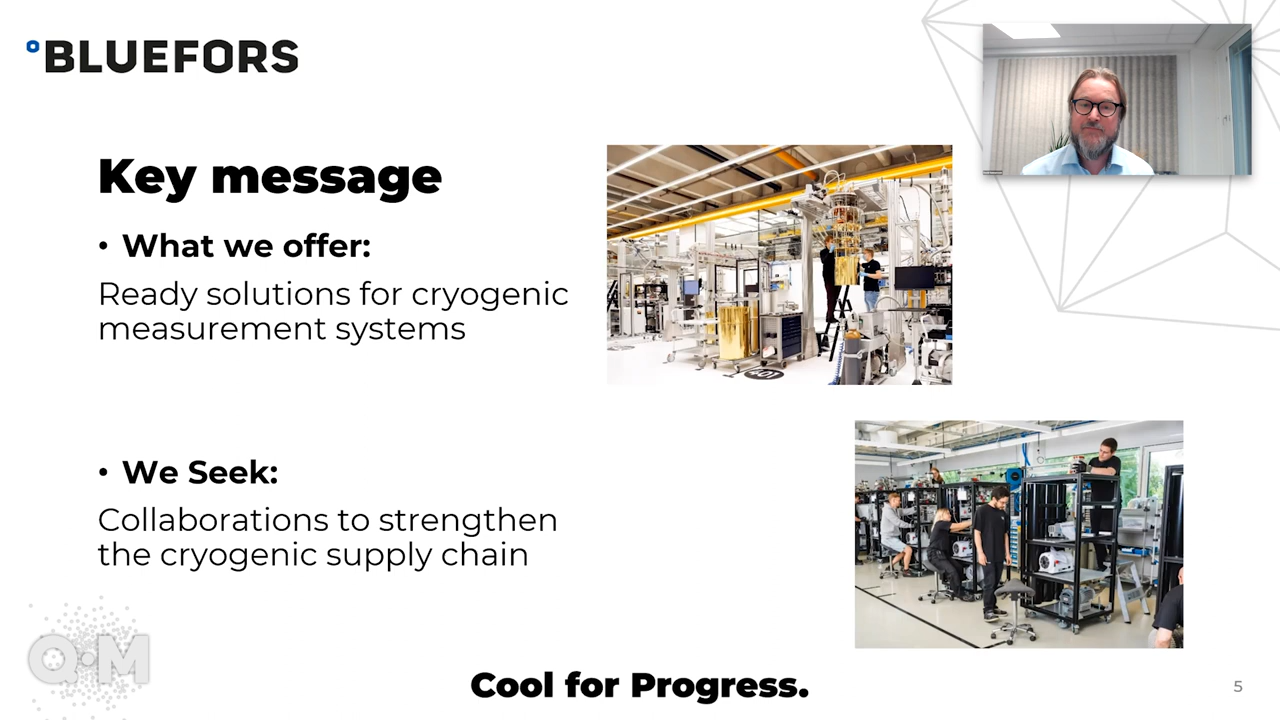 BLUEFORS
Key message
• What we offer:
Ready solutions for cryogenic
measurement systems
• We Seek:
Collaborations to strengthen
the cryogenic supply chain
401
Q·M
Cool for Progress.
5